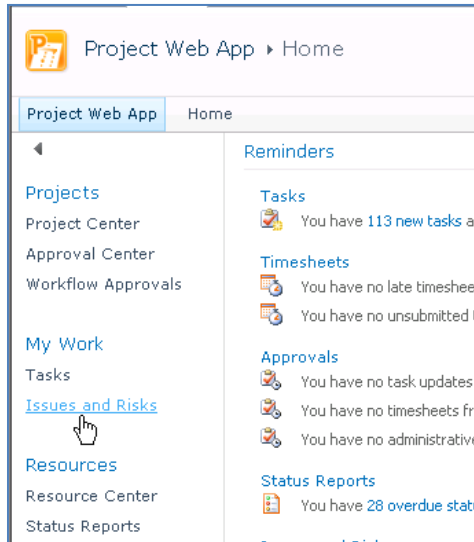 Project Web App ▸ Home
Project Web App Home
Projects
Project Center
Approval Center
Workflow Approvals
My Work
Tasks
Issues and Risks
Resources
Resource Center
Status Reports
Reminders
Tasks
You have 113 new tasks a
Timesheets
You have no late timeshee
You have no unsubmitted
Approvals
You have no task updates
You have no timesheets fr
You have no administrative
Status Reports
You have 28 overdue stat